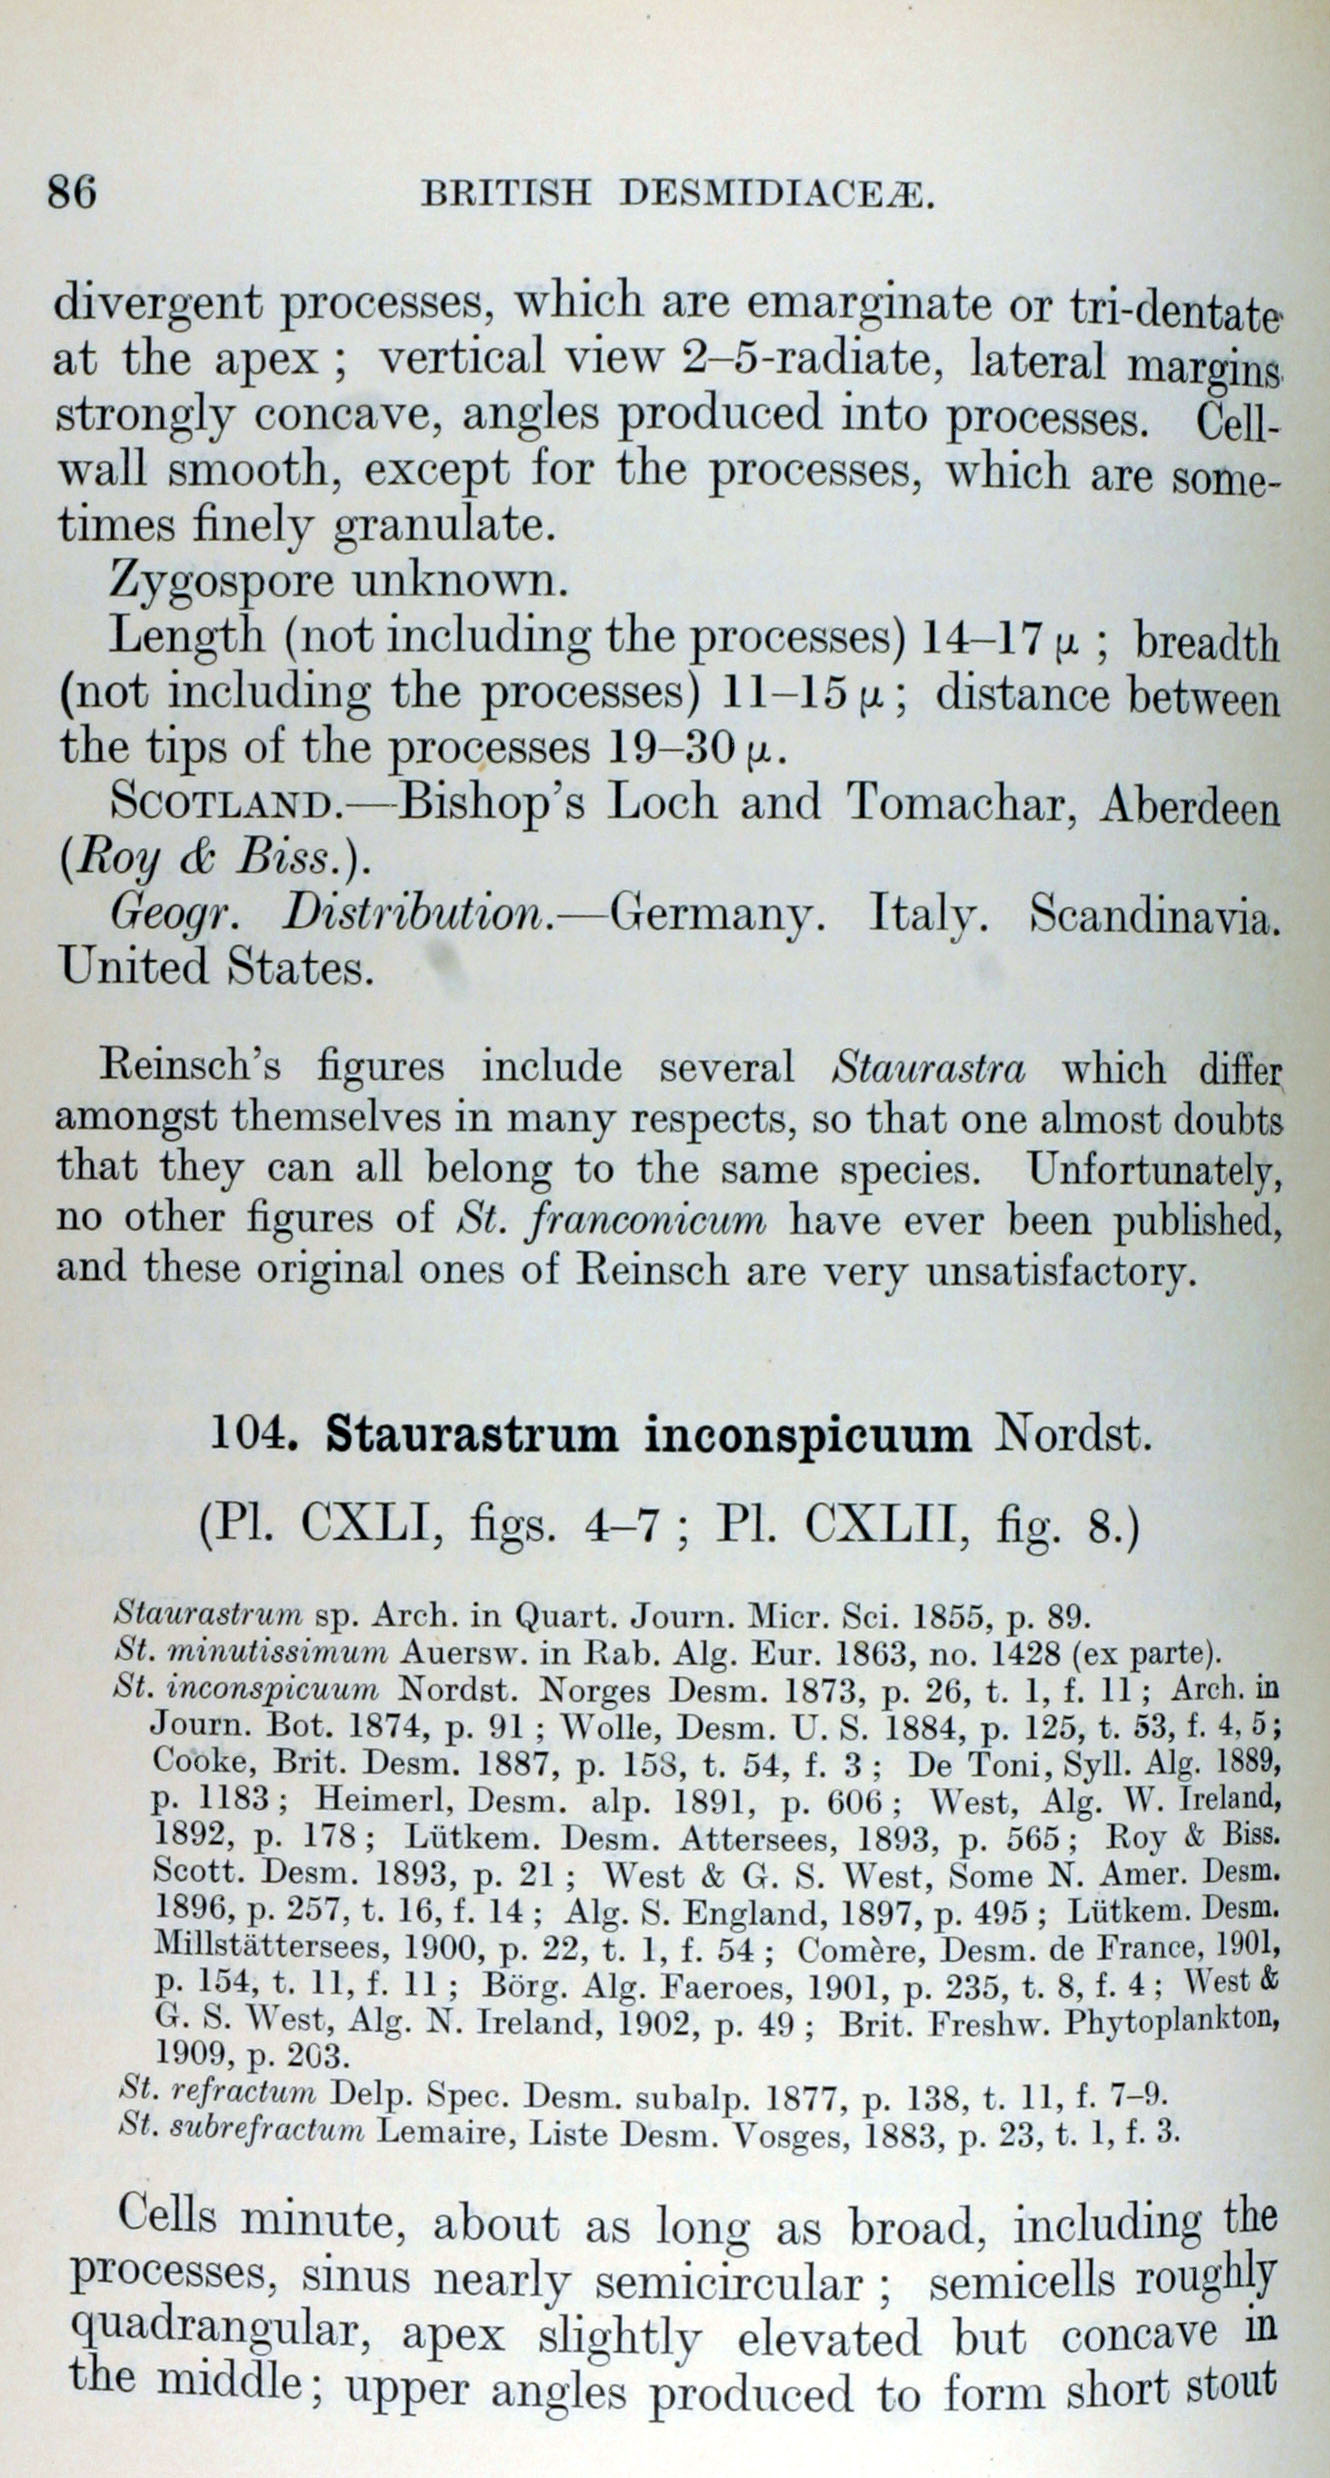 86 BRITISH DESMIDIACEÆ.
divergent processes, which are emarginate or tri-dentate
at the apex ; vertical view 2–5-radiate, lateral margins
strongly concave, angles produced into processes. Cell-
wall smooth, except for the processes, which are some-
times finely granulate.
Zygospore unknown.
Length (not including the processes) 14–17 μ ; breadth
(not including the processes) 11–15 μ ; distance between
the tips of the processes 19–30 μ.
SCOTLAND.—Bishop's Loch and Tomachar, Aberdeen
(Roy & Biss.).
Geogr. Distribution.—Germany. Italy. Scandinavia.
United States.
Reinsch's figures include several Staurastra which differ
amongst themselves in many respects, so that one almost doubts
that they can all belong to the same species. Unfortunately,
no other figures of St. franconicum have ever been published,
and these original ones of Reinsch are very unsatisfactory.
104. Staurastrum inconspicuum Nordst.
(Pl. CXLI, figs. 4–7 ; Pl. CXLII, fig. 8.)
Staurastrum sp. Arch. in Quart. Journ. Micr. Sci. 1855, p. 89.
St. minutissimum Auersw. in Rab. Alg. Eur. 1863, no. 1428 (ex parte).
St. inconspicuum Nordst. Norges Desm. 1873, p. 26, t. 1, f. 11 ; Arch. in
Journ. Bot. 1874, p. 91 ; Wolle, Desm. U. S. 1884, p. 125, t. 53, f. 4, 5 ;
Cooke, Brit. Desm. 1887, p. 158, t. 54, f. 3 ; De Toni, Syll. Alg. 1889,
p. 1183 ; Heimerl, Desm. alp. 1891, p. 606 ; West, Alg. W. Ireland,
1892, p. 178 ; Lütkem. Desm. Attersees, 1893, p. 565 ; Roy & Biss.
Scott. Desm. 1893, p. 21 ; West & G. S. West, Some N. Amer. Desm.
1896, p. 257, t. 16, f. 14 ; Alg. S. England, 1897, p. 495 ; Lütkem. Desm.
Millstättersees, 1900, p. 22, t. 1, f. 54 ; Comère, Desm. de France, 1901,
p. 154, t. 11, f. 11 ; Börg. Alg. Faeroes, 1901, p. 235, t. 8, f. 4 ; West &
G. S. West, Alg. N. Ireland, 1902, p. 49 ; Brit. Freshw. Phytoplankton,
1909, p. 203.
St. refractum Delp. Spec. Desm. subalp. 1877, p. 138, t. 11, f. 7–9.
St. subrefractum Lemaire, Liste Desm. Vosges, 1883, p. 23, t. 1, f. 3.
Cells minute, about as long as broad, including the
processes, sinus nearly semicircular ; semicells roughly
quadrangular, apex slightly elevated but concave in
the middle ; upper angles produced to form short stout